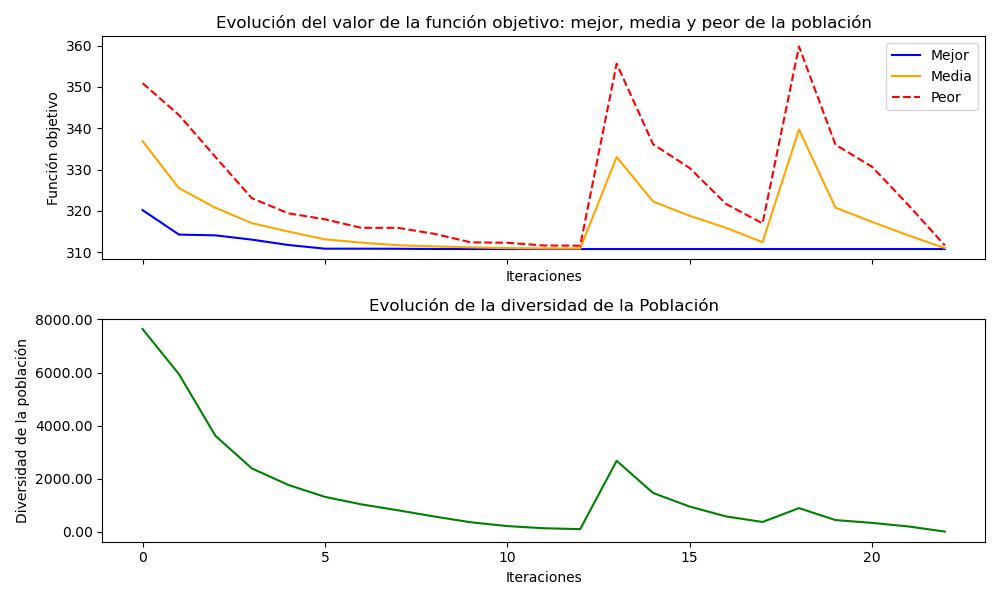 Evolución del valor de la función objetivo: mejor, media y peor de la población
360
350
340
330
320
310
Función objetivo
Mejor
Media
Peor
Iteraciones
Evolución de la diversidad de la Población
8000.00
6000.00
4000.00
2000.00
0.00
Diversidad de la población
0
5
10
15
20
Iteraciones